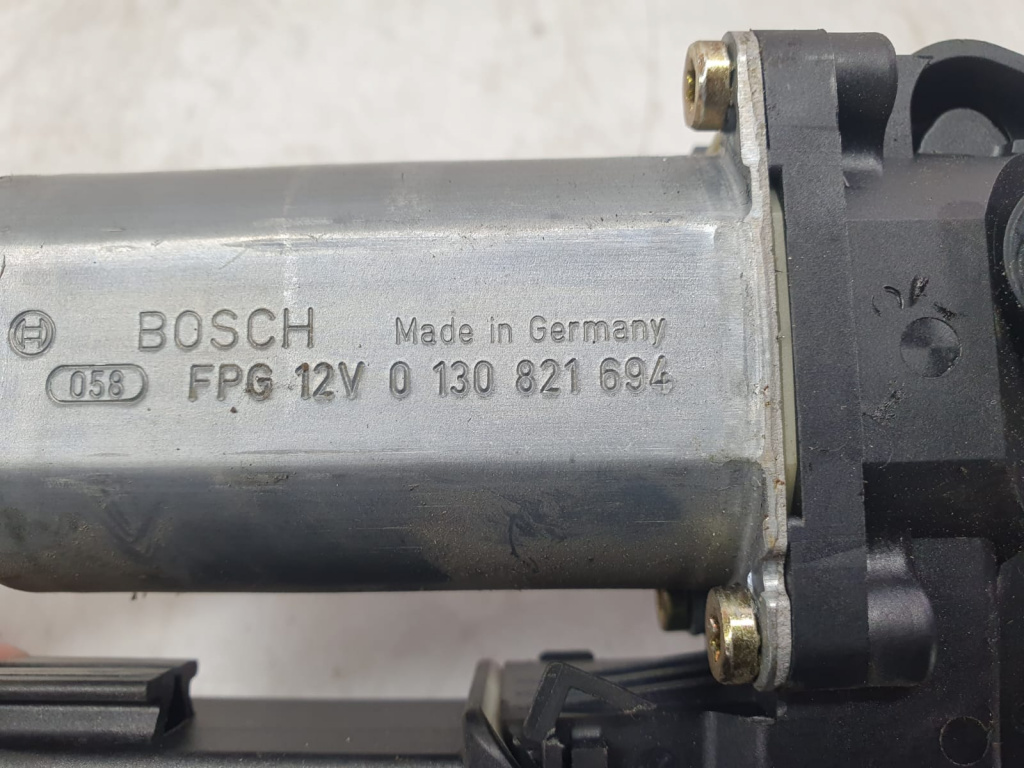 BOSCH Made in Germany
058 FPG 12V 0 130 821 694